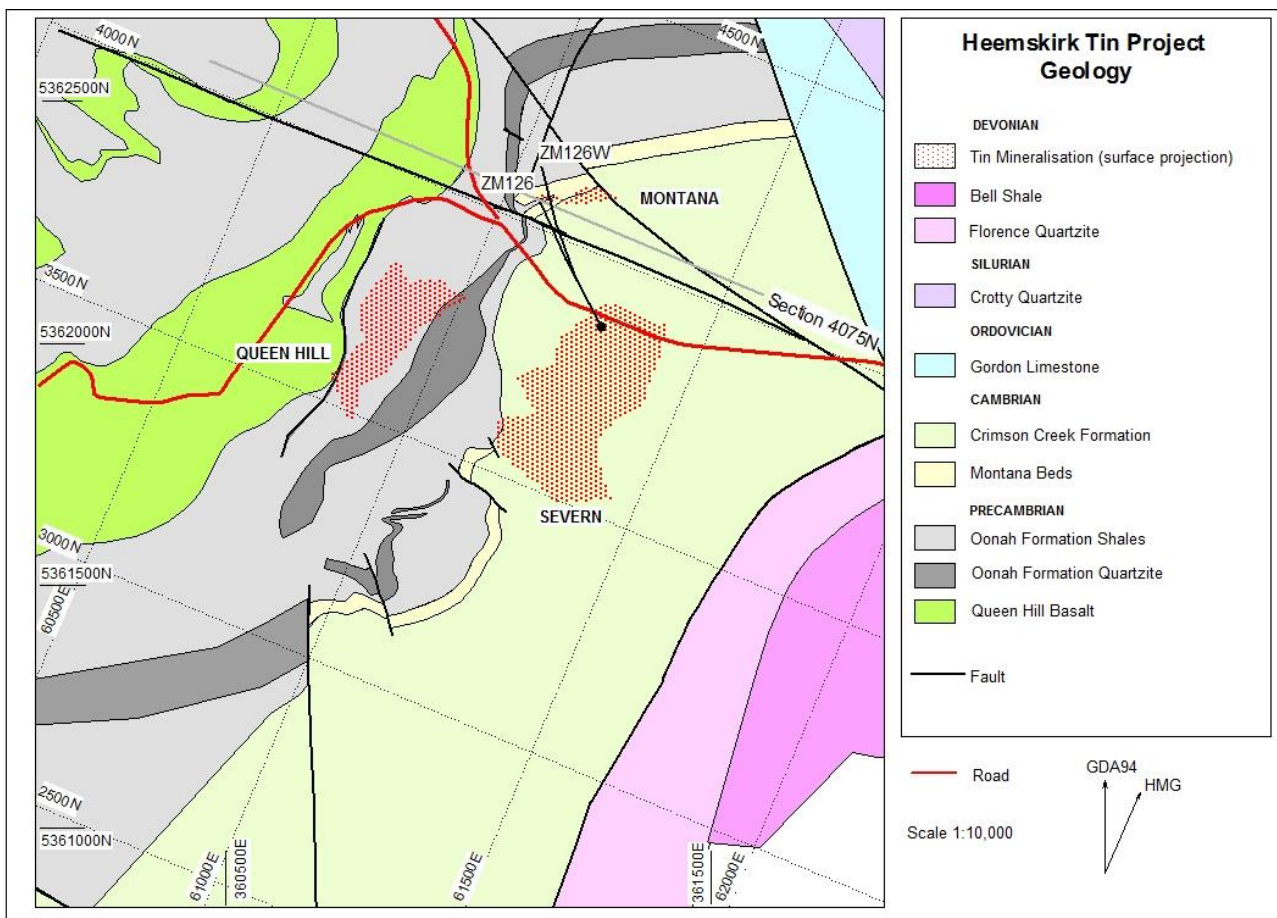 4000N
4500N
5362500N
ZM126W
ZM126
MONTANA
3500N
Section 4075N
5362000N
QUEEN HILL
SEVERN
3000N
5361500N
60500E
2500N
5361000N
61000E
360500E
61500E
361500E
62000E
Heemskirk Tin Project
Geology
DEVONIAN
Tin Mineralisation (surface projection)
Bell Shale
Florence Quartzite
SILURIAN
Crotty Quartzite
ORDOVICIAN
Gordon Limestone
CAMBRIAN
Crimson Creek Formation
Montana Beds
PRECAMBRIAN
Oonah Formation Shales
Oonah Formation Quartzite
Queen Hill Basalt
Fault
Road
GDA94
HMG
Scale 1:10,000